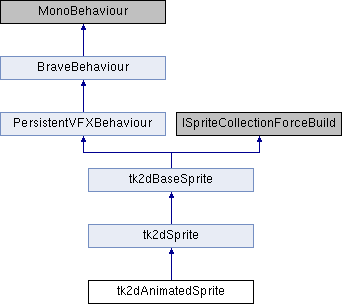 MonoBehaviour
BraveBehaviour
PersistentVFXBehaviour
ISpriteCollectionForceBuild
tk2dBaseSprite
tk2dSprite
tk2dAnimatedSprite